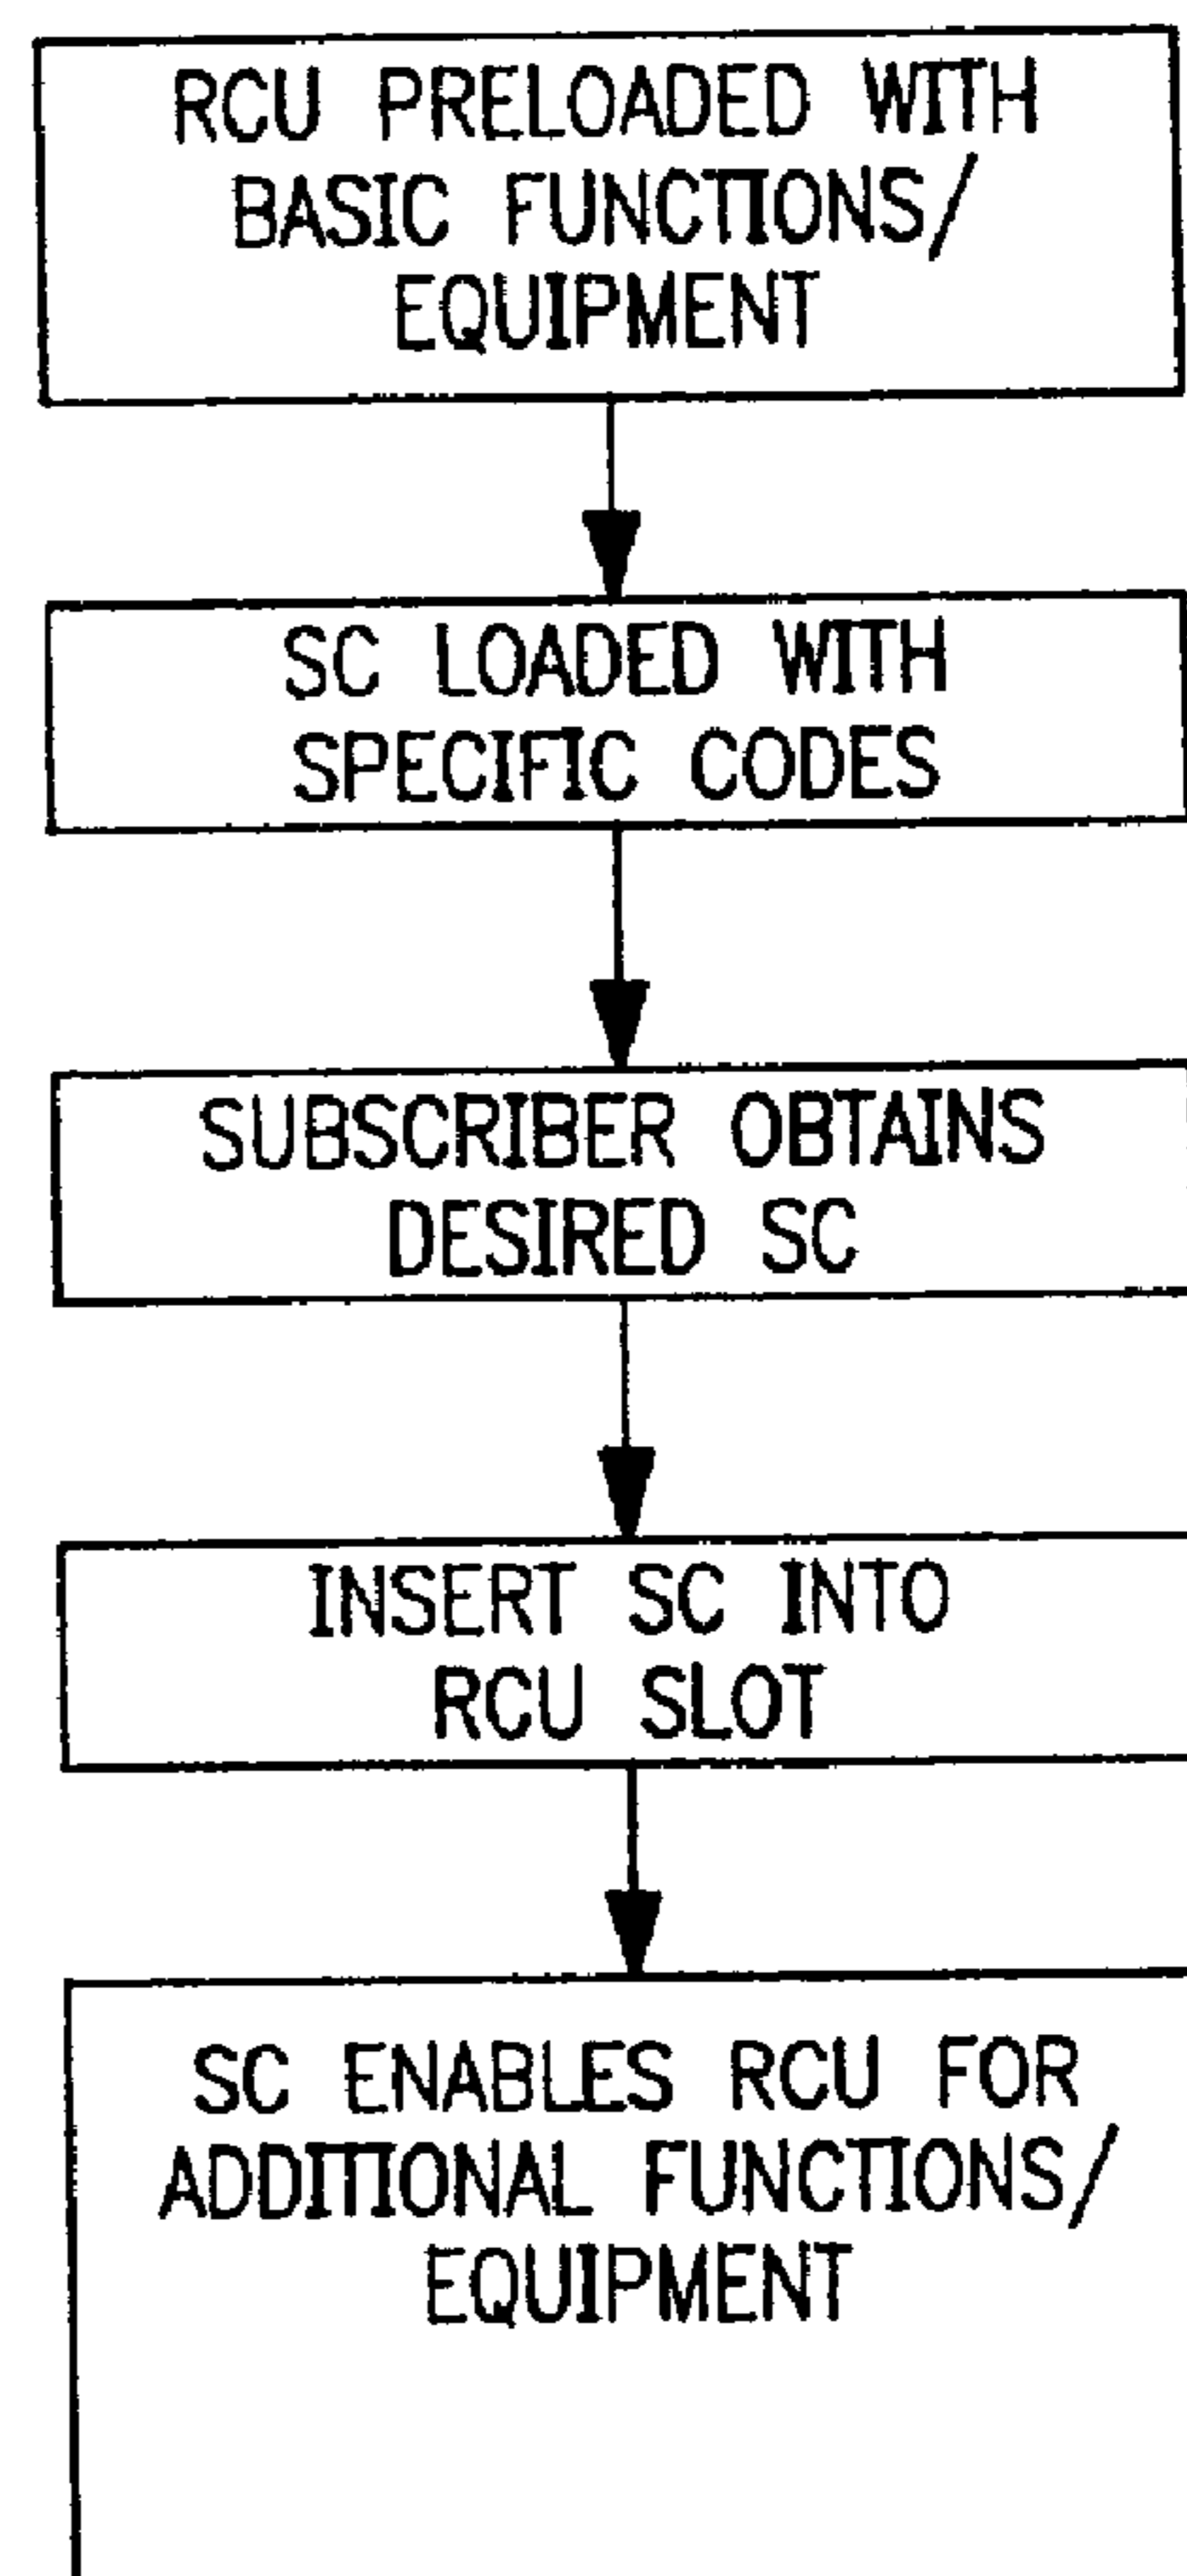 RCU PRELOADED WITH
BASIC FUNCTIONS/
EQUIPMENT
SC LOADED WITH
SPECIFIC CODES
SUBSCRIBER OBTAINS
DESIRED SC
INSERT SC INTO
RCU SLOT
SC ENABLES RCU FOR
ADDITIONAL FUNCTIONS/
EQUIPMENT